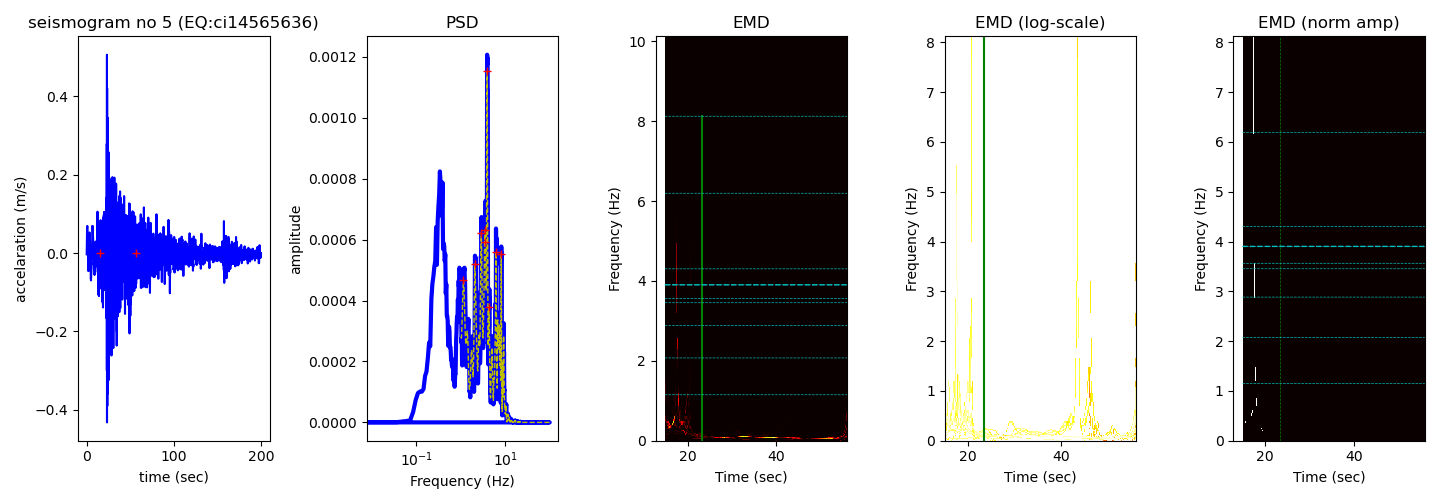 seismogram no 5 (EQ:ci14565636)
accelaration (m/s)
0.4
0.2
0.0
−0.2
−0.4
0 100 200
time (sec)
PSD
amplitude
0.0012
0.0010
0.0008
0.0006
0.0004
0.0002
0.0000
10⁻¹ 10¹
Frequency (Hz)
EMD
Frequency (Hz)
10
8
6
4
2
0
20 40
Time (sec)
EMD (log-scale)
Frequency (Hz)
8
7
6
5
4
3
2
1
0
20 40
Time (sec)
EMD (norm amp)
Frequency (Hz)
8
7
6
5
4
3
2
1
0
20 40
Time (sec)